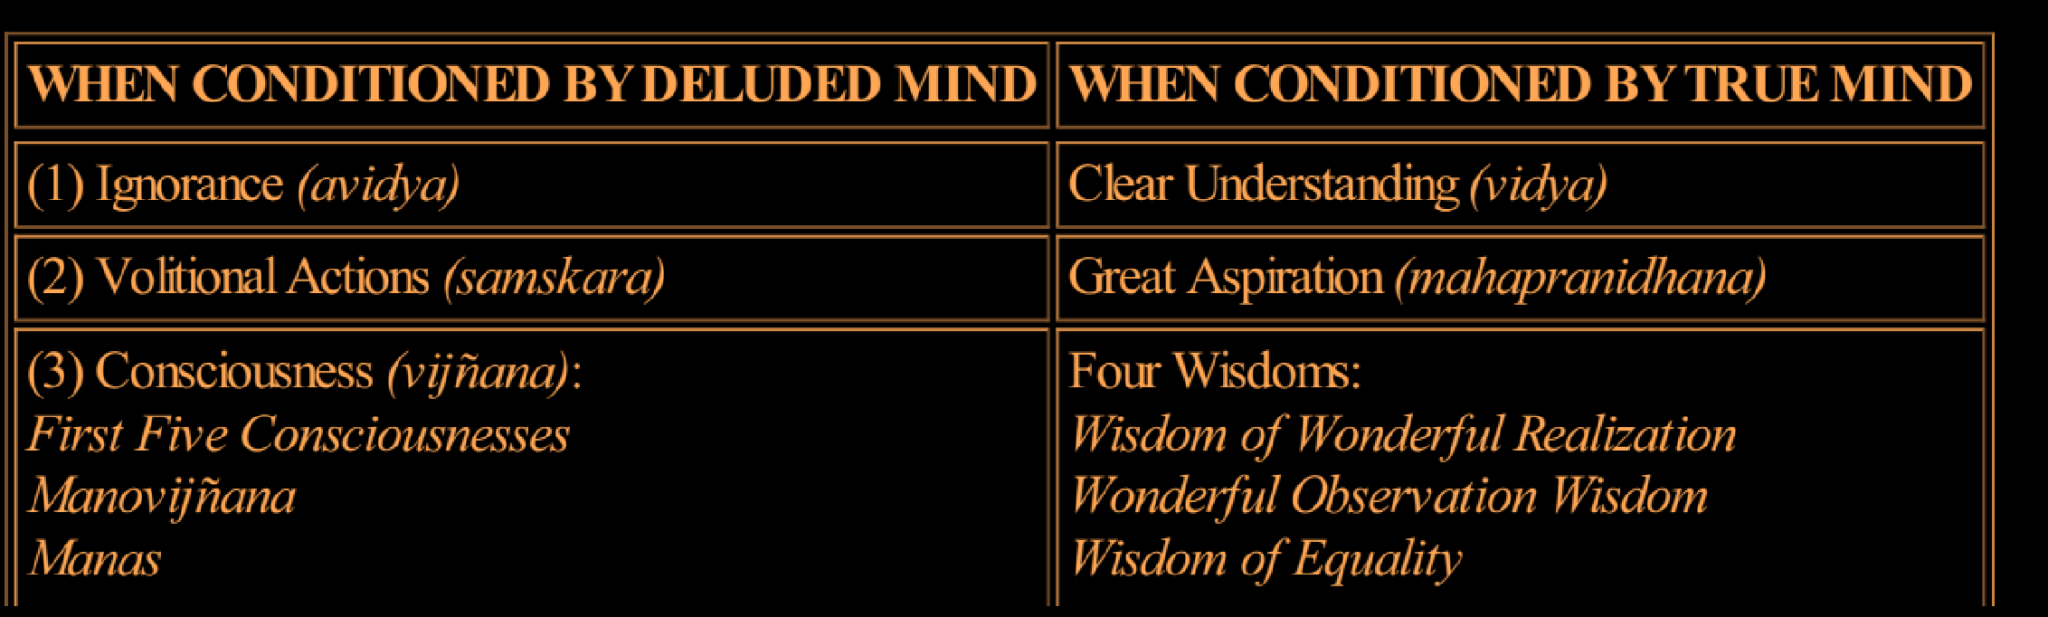 WHEN CONDITIONED BY DELUDED MIND
WHEN CONDITIONED BY TRUE MIND
(1) Ignorance (avidya)
Clear Understanding (vidya)
(2) Volitional Actions (samskara)
Great Aspiration (mahapranidhana)
(3) Consciousness (vijñana):
First Five Consciousnesses
Manovijñana
Manas
Four Wisdoms:
Wisdom of Wonderful Realization
Wonderful Observation Wisdom
Wisdom of Equality